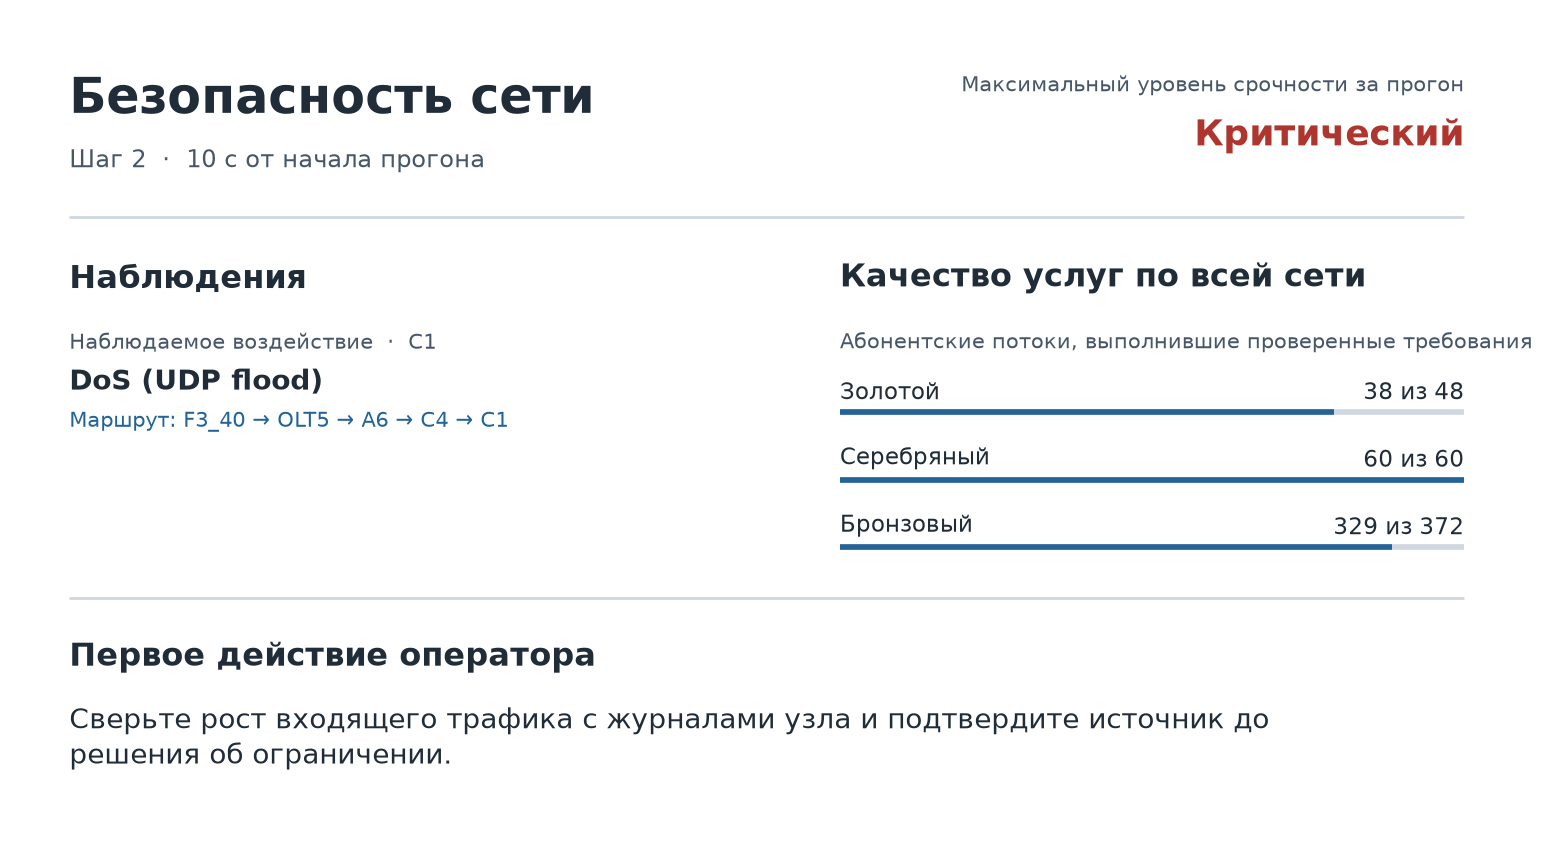 Безопасность сети
Шаг 2 · 10 с от начала прогона
Максимальный уровень срочности за прогон
Критический
Наблюдения
Наблюдаемое воздействие · C1
DoS (UDP flood)
Маршрут: F3_40 → OLT5 → A6 → C4 → C1
Качество услуг по всей сети
Абонентские потоки, выполнившие проверенные требования
Золотой 38 из 48
Серебряный 60 из 60
Бронзовый 329 из 372
Первое действие оператора
Сверьте рост входящего трафика с журналами узла и подтвердите источник до
решения об ограничении.